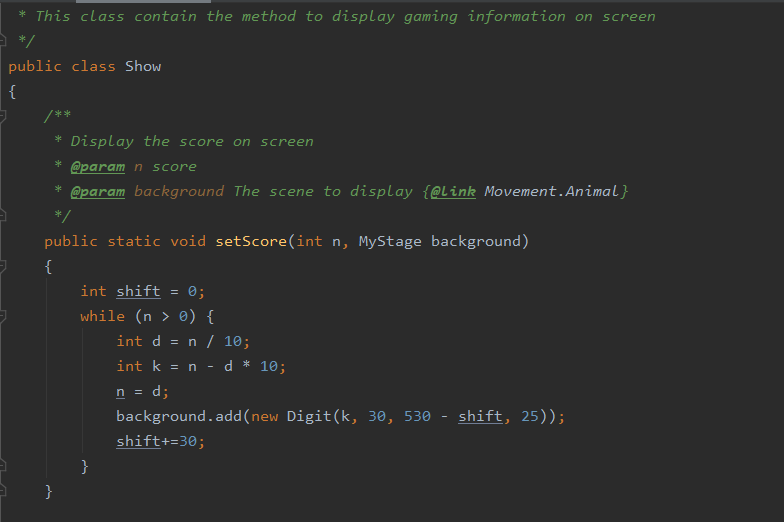 * This class contain the method to display gaming information on screen
*/
public class Show
{
/**
* Display the score on screen
* @param n score
* @param background The scene to display {@link Movement.Animal}
*/
public static void setScore(int n, MyStage background)
{
int shift = 0;
while (n > 0) {
int d = n / 10;
int k = n - d * 10;
n = d;
background.add(new Digit(k, 30, 530 - shift, 25));
shift+=30;
}
}